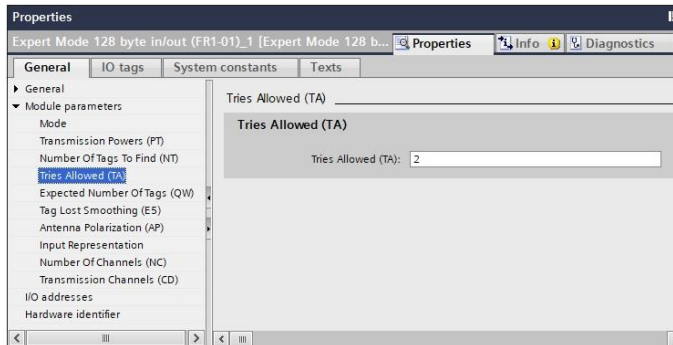 Properties
Expert Mode 128 byte in/out (FR1-01)_1 [Expert Mode 128 b...
Properties
Info
Diagnostics
General
IO tags
System constants
Texts
General
Module parameters
Mode
Transmission Powers (PT)
Number Of Tags To Find (NT)
Tries Allowed (TA)
Expected Number Of Tags (QW)
Tag Lost Smoothing (E5)
Antenna Polarization (AP)
Input Representation
Number Of Channels (NC)
Transmission Channels (CD)
I/O addresses
Hardware identifier
Tries Allowed (TA)
Tries Allowed (TA)
Tries Allowed (TA): 2